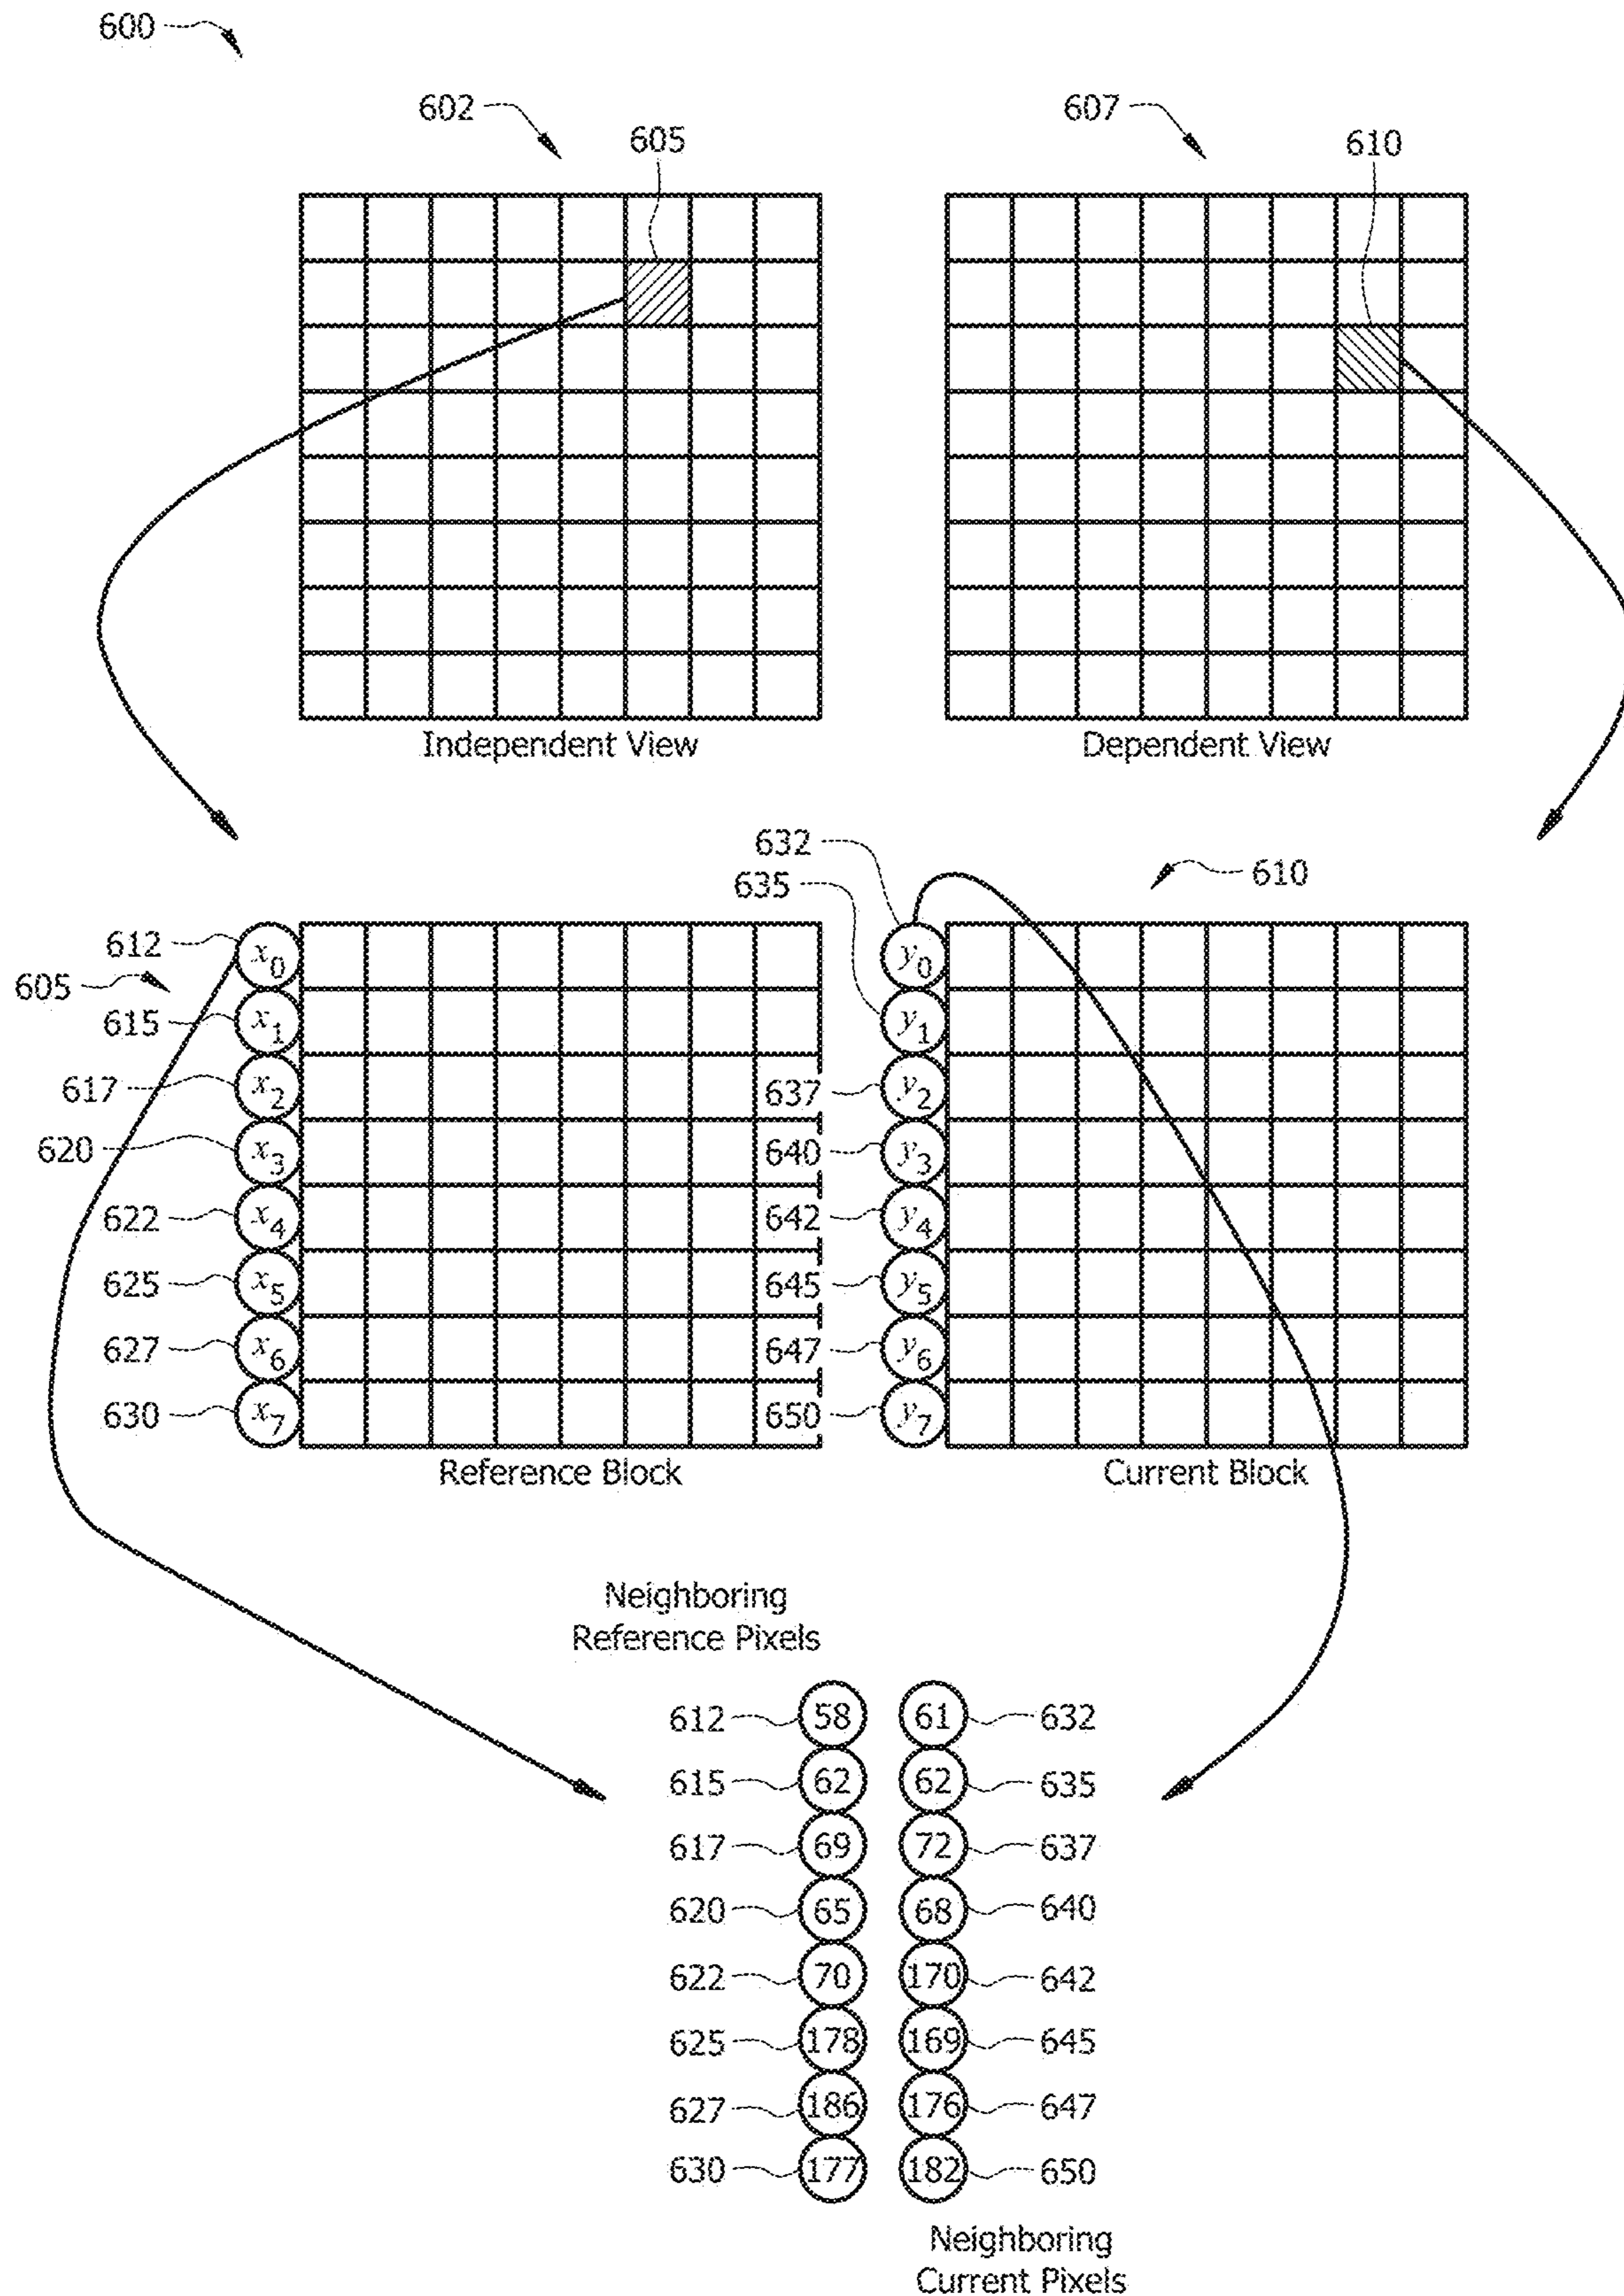 600
602
607
605
610
Independent View
Dependent View
632
635
610
612
x0
y0
605
615
x1
y1
617
x2
637
y2
620
x3
640
y3
622
x4
642
y4
625
x5
645
y5
627
x6
647
y6
630
x7
650
y7
Reference Block
Current Block
Neighboring
Reference Pixels
612 58 61 632
615 62 62 635
617 69 72 637
620 65 68 640
622 70 170 642
625 178 169 645
627 186 176 647
630 177 182 650
Neighboring
Current Pixels